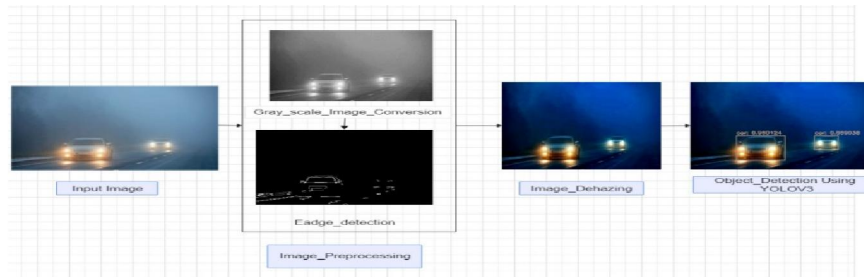 Gray_scale_Image_Conversion
Eadge_detection
Image_Preprocessing
Input Image
Image_Dehazing
Object_Detection Using
YOLOV3